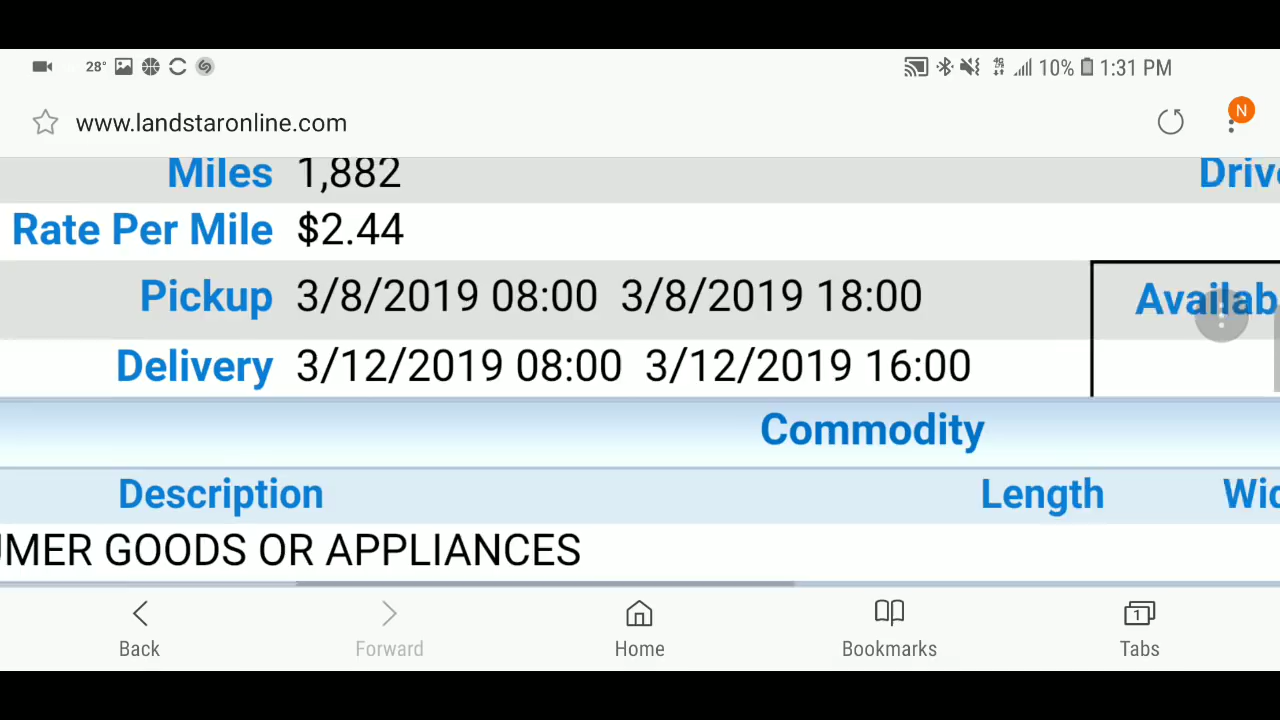 28° 10% 1:31 PM
www.landstaronline.com N
Miles 1,882
Rate Per Mile $2.44
Pickup 3/8/2019 08:00 3/8/2019 18:00
Delivery 3/12/2019 08:00 3/12/2019 16:00
Commodity
Description Length
GOODS OR APPLIANCES
Back Forward Home Bookmarks 1 Tabs